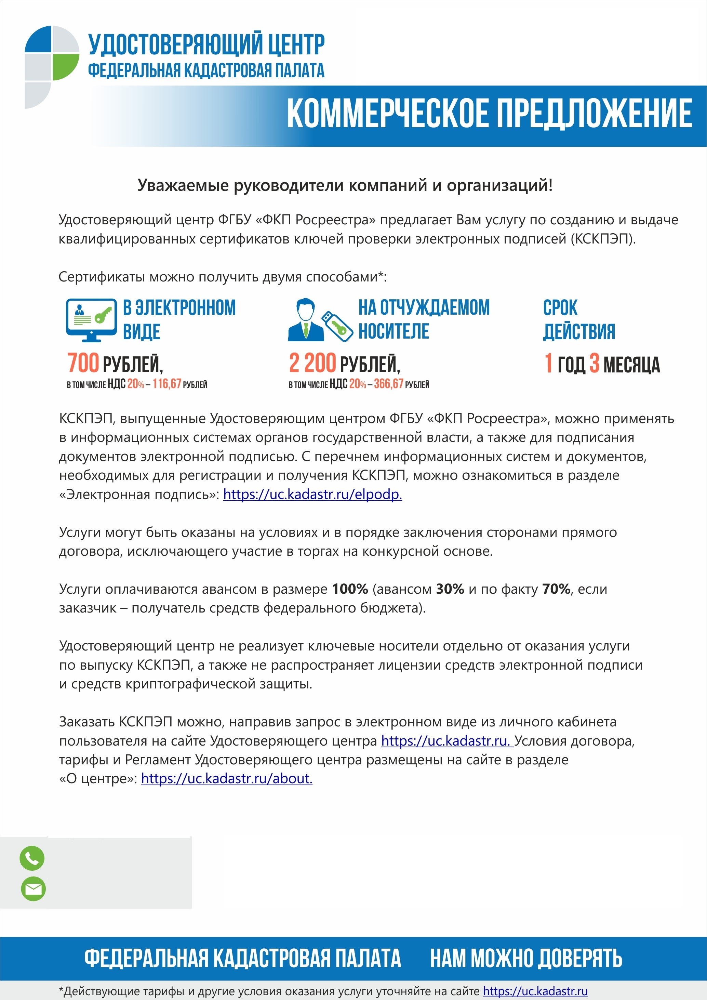 УДОСТОВЕРЯЮЩИЙ ЦЕНТР
ФЕДЕРАЛЬНАЯ КАДАСТРОВАЯ ПАЛАТА
КОММЕРЧЕСКОЕ ПРЕДЛОЖЕНИЕ
Уважаемые руководители компаний и организаций!
Удостоверяющий центр ФГБУ «ФКП Росреестра» предлагает Вам услугу по созданию и выдаче
квалифицированных сертификатов ключей проверки электронных подписей (КСКПЭП).
Сертификаты можно получить двумя способами*:
В ЭЛЕКТРОННОМ
ВИДЕ
700 РУБЛЕЙ,
В ТОМ ЧИСЛЕ НДС 20% – 116,67 РУБЛЕЙ
НА ОТЧУЖДАЕМОМ
НОСИТЕЛЕ
2 200 РУБЛЕЙ,
В ТОМ ЧИСЛЕ НДС 20% – 366,67 РУБЛЕЙ
СРОК
ДЕЙСТВИЯ
1 ГОД 3 МЕСЯЦА
КСКПЭП, выпущенные Удостоверяющим центром ФГБУ «ФКП Росреестра», можно применять
в информационных системах органов государственной власти, а также для подписания
документов электронной подписью. С перечнем информационных систем и документов,
необходимых для регистрации и получения КСКПЭП, можно ознакомиться в разделе
«Электронная подпись»: https://uc.kadastr.ru/elpodp.
Услуги могут быть оказаны на условиях и в порядке заключения сторонами прямого
договора, исключающего участие в торгах на конкурсной основе.
Услуги оплачиваются авансом в размере 100% (авансом 30% и по факту 70%, если
заказчик – получатель средств федерального бюджета).
Удостоверяющий центр не реализует ключевые носители отдельно от оказания услуги
по выпуску КСКПЭП, а также не распространяет лицензии средств электронной подписи
и средств криптографической защиты.
Заказать КСКПЭП можно, направив запрос в электронном виде из личного кабинета
пользователя на сайте Удостоверяющего центра https://uc.kadastr.ru. Условия договора,
тарифы и Регламент Удостоверяющего центра размещены на сайте в разделе
«О центре»: https://uc.kadastr.ru/about.
ФЕДЕРАЛЬНАЯ КАДАСТРОВАЯ ПАЛАТА НАМ МОЖНО ДОВЕРЯТЬ
*Действующие тарифы и другие условия оказания услуги уточняйте на сайте https://uc.kadastr.ru